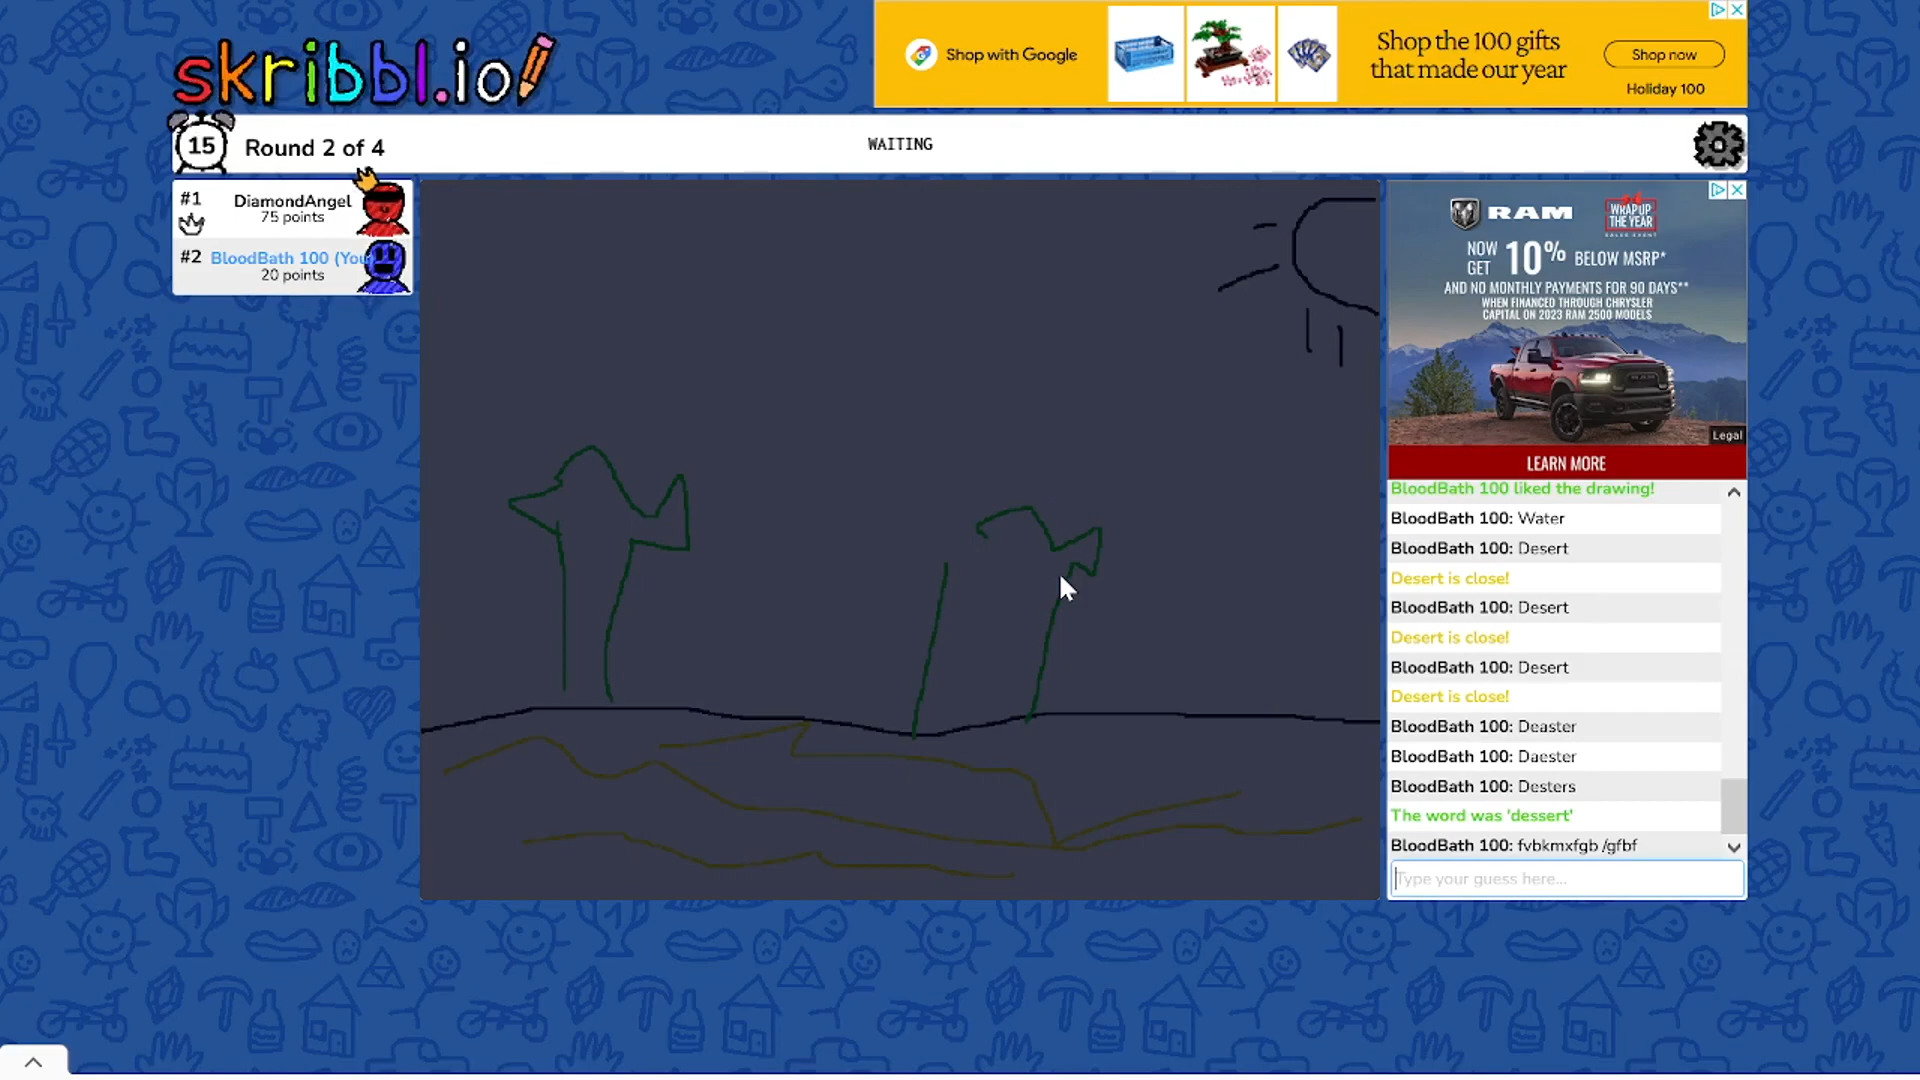 skribbl.io
Shop with Google
Shop the 100 gifts
that made our year
Shop now
Holiday 100
15
Round 2 of 4
WAITING
#1
DiamondAngel
75 points
#2
BloodBath 100 (You
20 points
RAM
WRAP UP
THE YEAR
SALES EVENT
NOW
GET
10%
BELOW MSRP*
AND NO MONTHLY PAYMENTS FOR 90 DAYS**
WHEN FINANCED THROUGH CHRYSLER
CAPITAL ON 2023 RAM 2500 MODELS
Legal
LEARN MORE
BloodBath 100 liked the drawing!
BloodBath 100: Water
BloodBath 100: Desert
Desert is close!
BloodBath 100: Desert
Desert is close!
BloodBath 100: Desert
Desert is close!
BloodBath 100: Deaster
BloodBath 100: Daester
BloodBath 100: Desters
The word was 'dessert'
BloodBath 100: fvbkmxfgb /gfbf
Type your guess here...